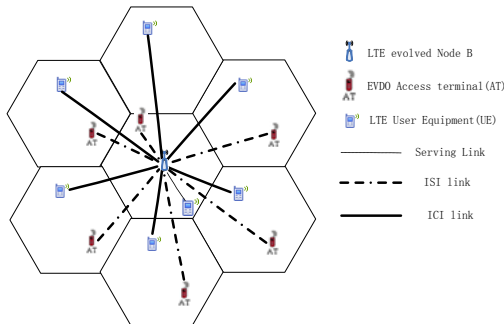 LTE evolved Node B
EVDO Access terminal(AT)
LTE User Equipment(UE)
Serving Link
ISI link
ICI link
AT
AT
AT
AT
AT
AT